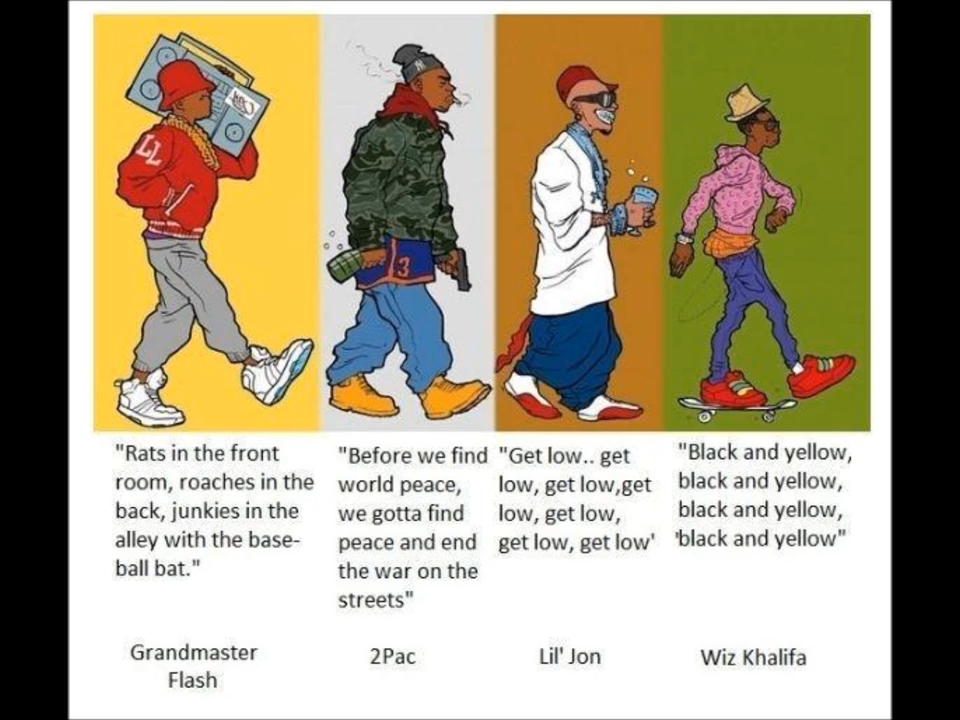 LL
3
"Rats in the front
room, roaches in the
back, junkies in the
alley with the base-
ball bat."
"Before we find
world peace,
we gotta find
peace and end
the war on the
streets"
"Get low.. get
low, get low,get
low, get low,
get low, get low'
"Black and yellow,
black and yellow,
black and yellow,
'black and yellow"
Grandmaster
Flash
2Pac
Lil' Jon
Wiz Khalifa